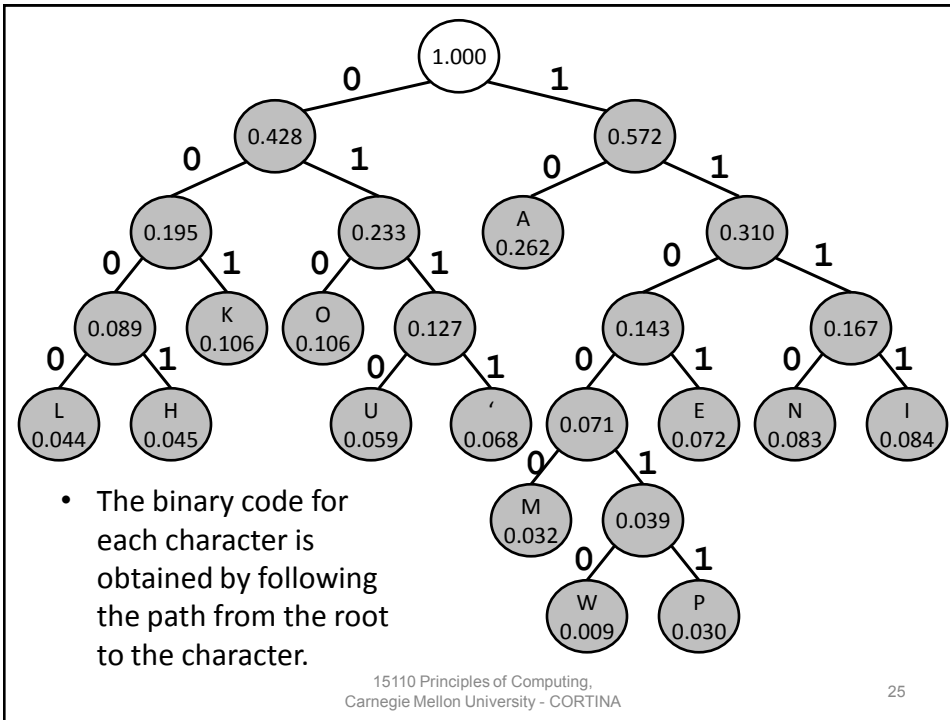 1.000
0 1
0.428 0.572
0 1 0 1
0.195 0.233 A 0.310
0.262
0 1 0 1 0 1
0.089 K O 0.127 0.143 0.167
0.106 0.106
0 1 0 1 0 1 0 1
L H U ‘ 0.071 E N I
0.044 0.045 0.059 0.068 0.072 0.083 0.084
0 1
M 0.039
0.032
0 1
W P
0.009 0.030
• The binary code for
each character is
obtained by following
the path from the root
to the character.
15110 Principles of Computing,
Carnegie Mellon University - CORTINA
25